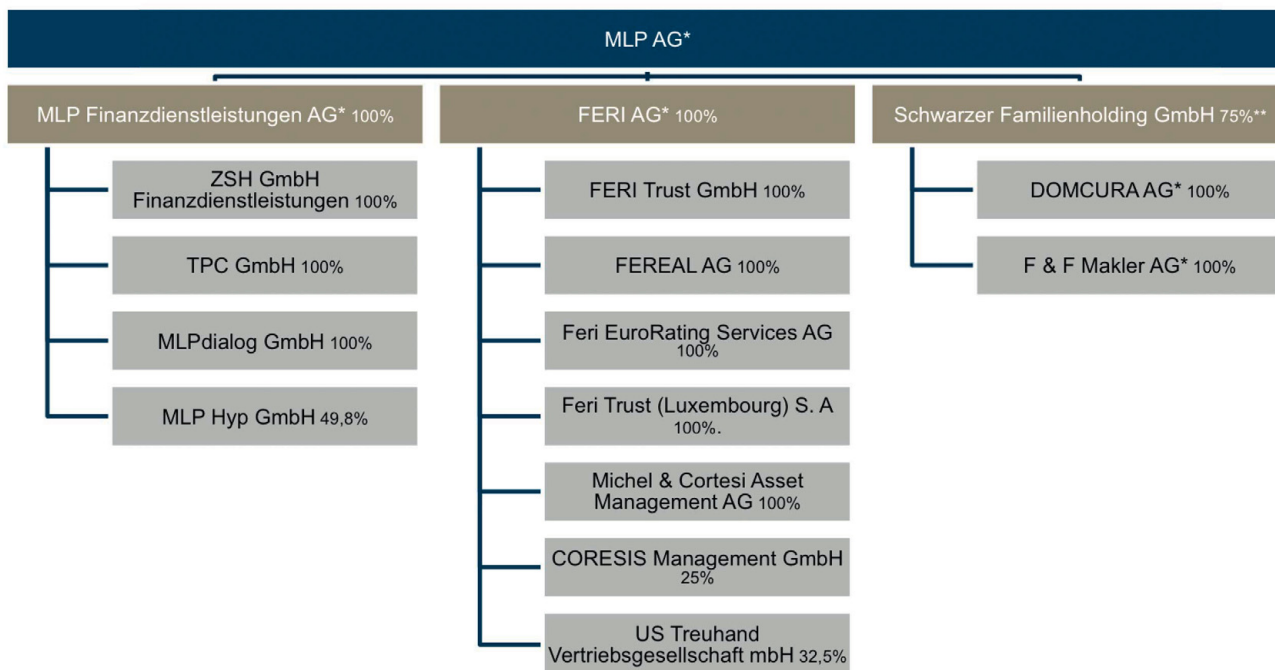 MLP AG*
MLP Finanzdienstleistungen AG* 100%
ZSH GmbH
Finanzdienstleistungen 100%
TPC GmbH 100%
MLPdialog GmbH 100%
MLP Hyp GmbH 49,8%
FERI AG* 100%
FERI Trust GmbH 100%
FEREAL AG 100%
Feri EuroRating Services AG
100%
Feri Trust (Luxembourg) S. A
100%.
Michel & Cortesi Asset
Management AG 100%
CORESIS Management GmbH
25%
US Treuhand
Vertriebsgesellschaft mbH 32,5%
Schwarzer Familienholding GmbH 75%**
DOMCURA AG* 100%
F & F Makler AG* 100%